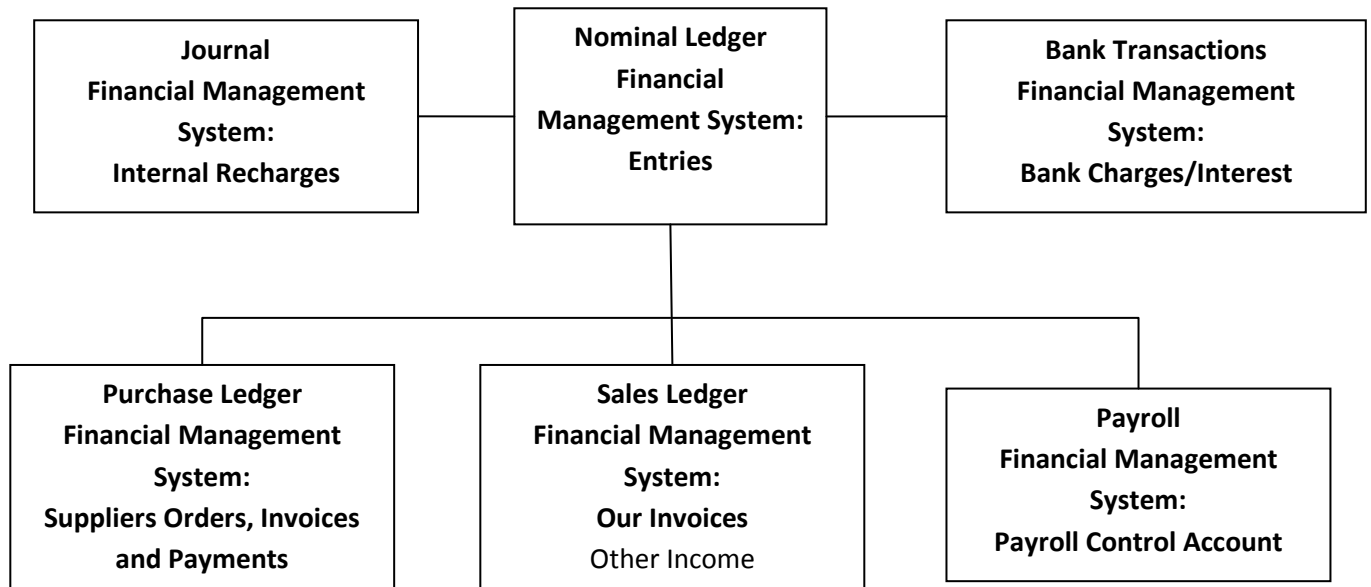 Journal
Financial Management
System:
Internal Recharges
Nominal Ledger
Financial
Management System:
Entries
Bank Transactions
Financial Management
System:
Bank Charges/Interest
Purchase Ledger
Financial Management
System:
Suppliers Orders, Invoices
and Payments
Sales Ledger
Financial Management
System:
Our Invoices
Other Income
Payroll
Financial Management
System:
Payroll Control Account